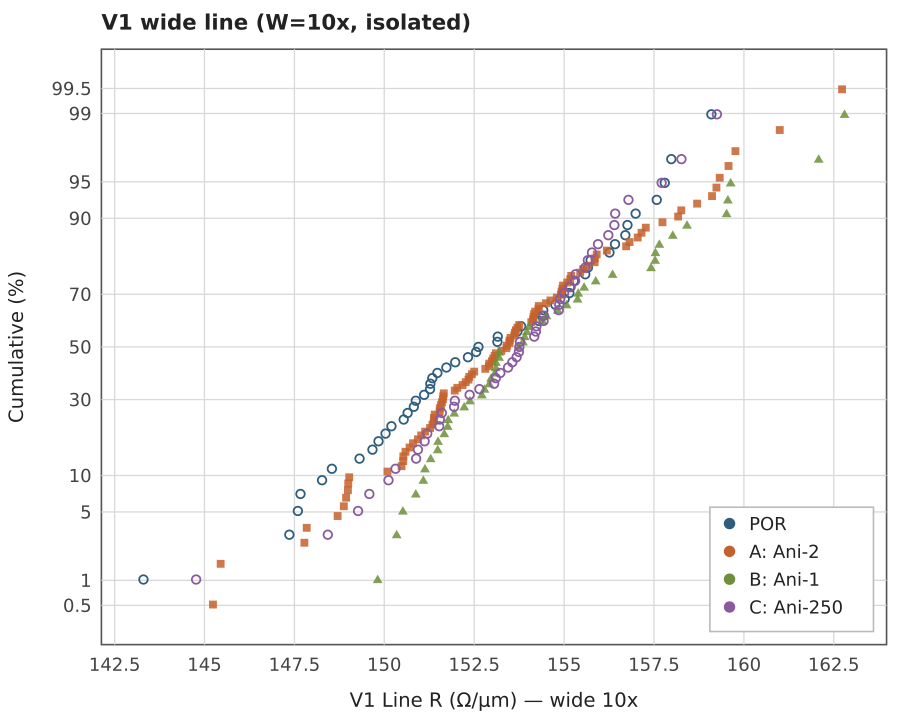 V1 wide line (W=10x, isolated)
99.5
99
95
90
70
50
30
10
5
1
0.5
Cumulative (%)
POR
A: Ani-2
B: Ani-1
C: Ani-250
142.5 145 147.5 150 152.5 155 157.5 160 162.5
V1 Line R (Ω/μm) — wide 10x